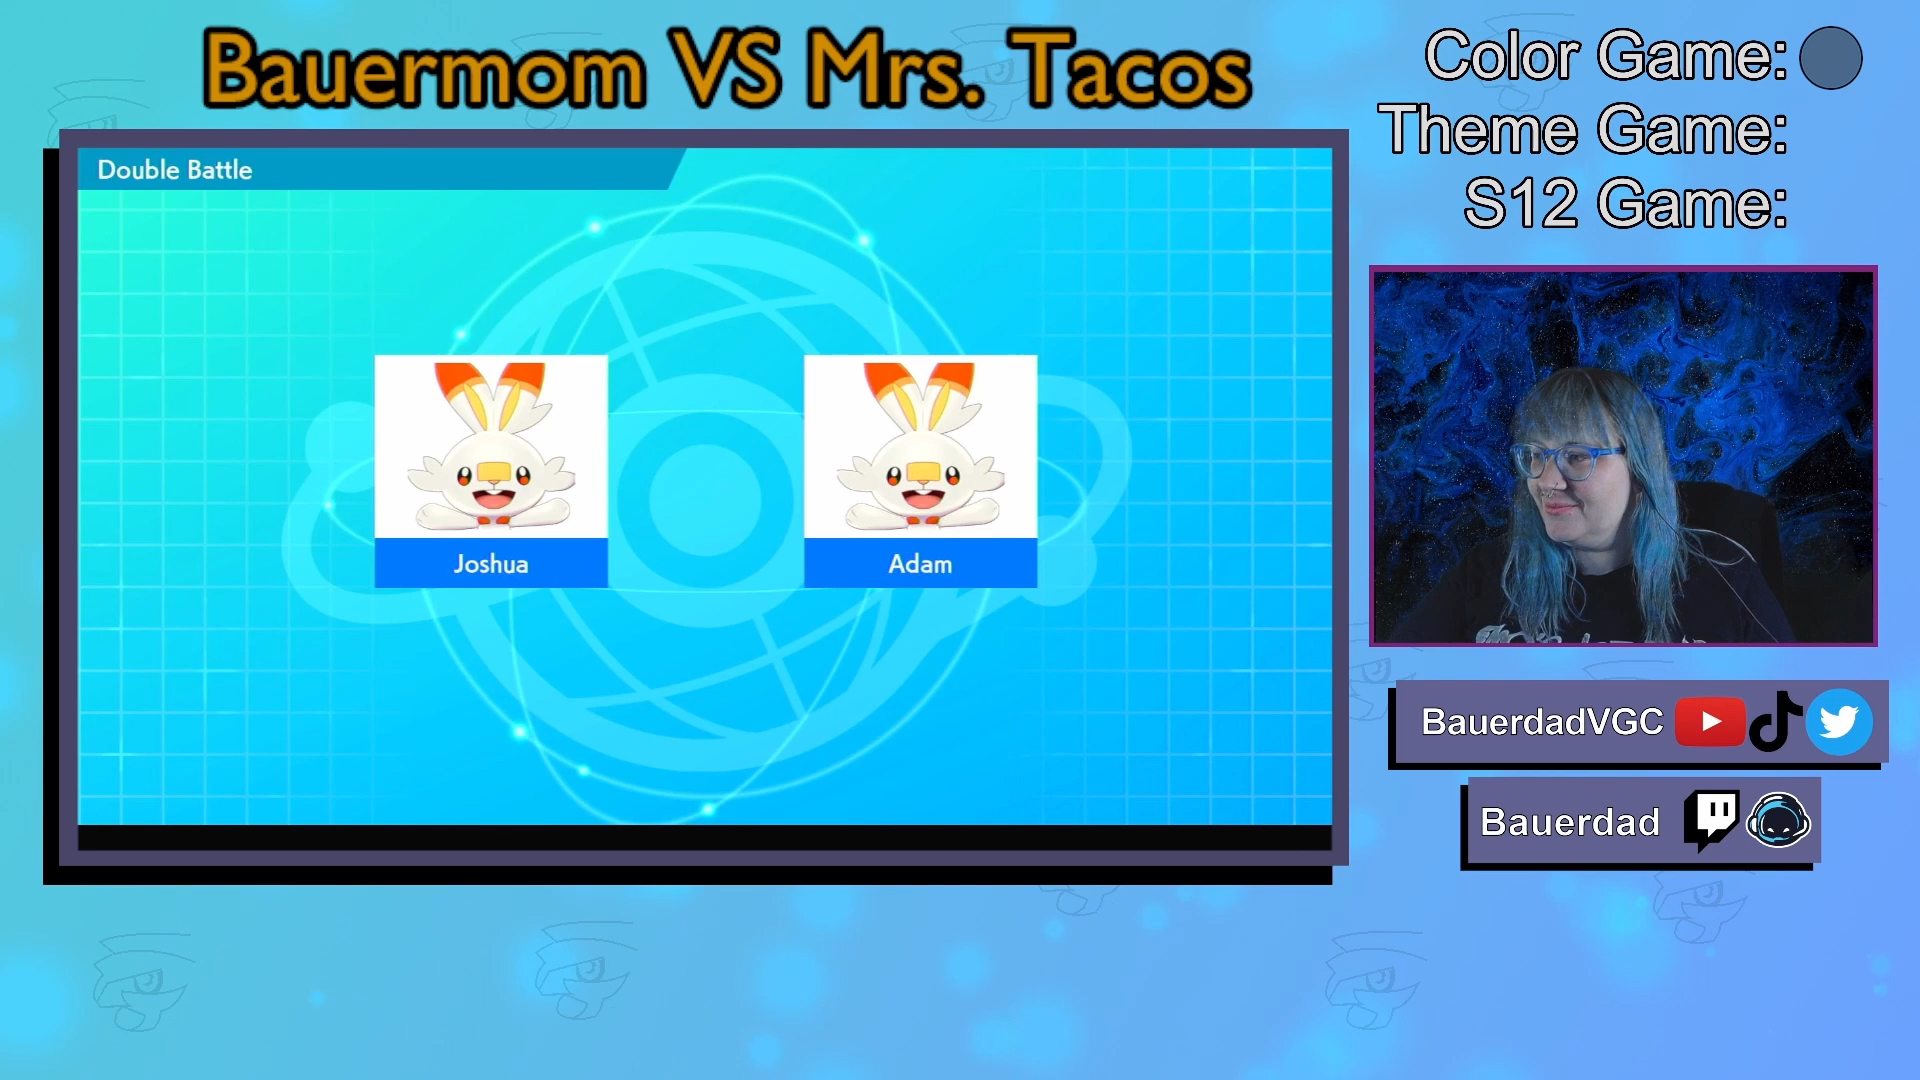 Bauermom VS Mrs. Tacos
Color Game:
Theme Game:
S12 Game:
Double Battle
Joshua
Adam
BauerdadVGC
Bauerdad